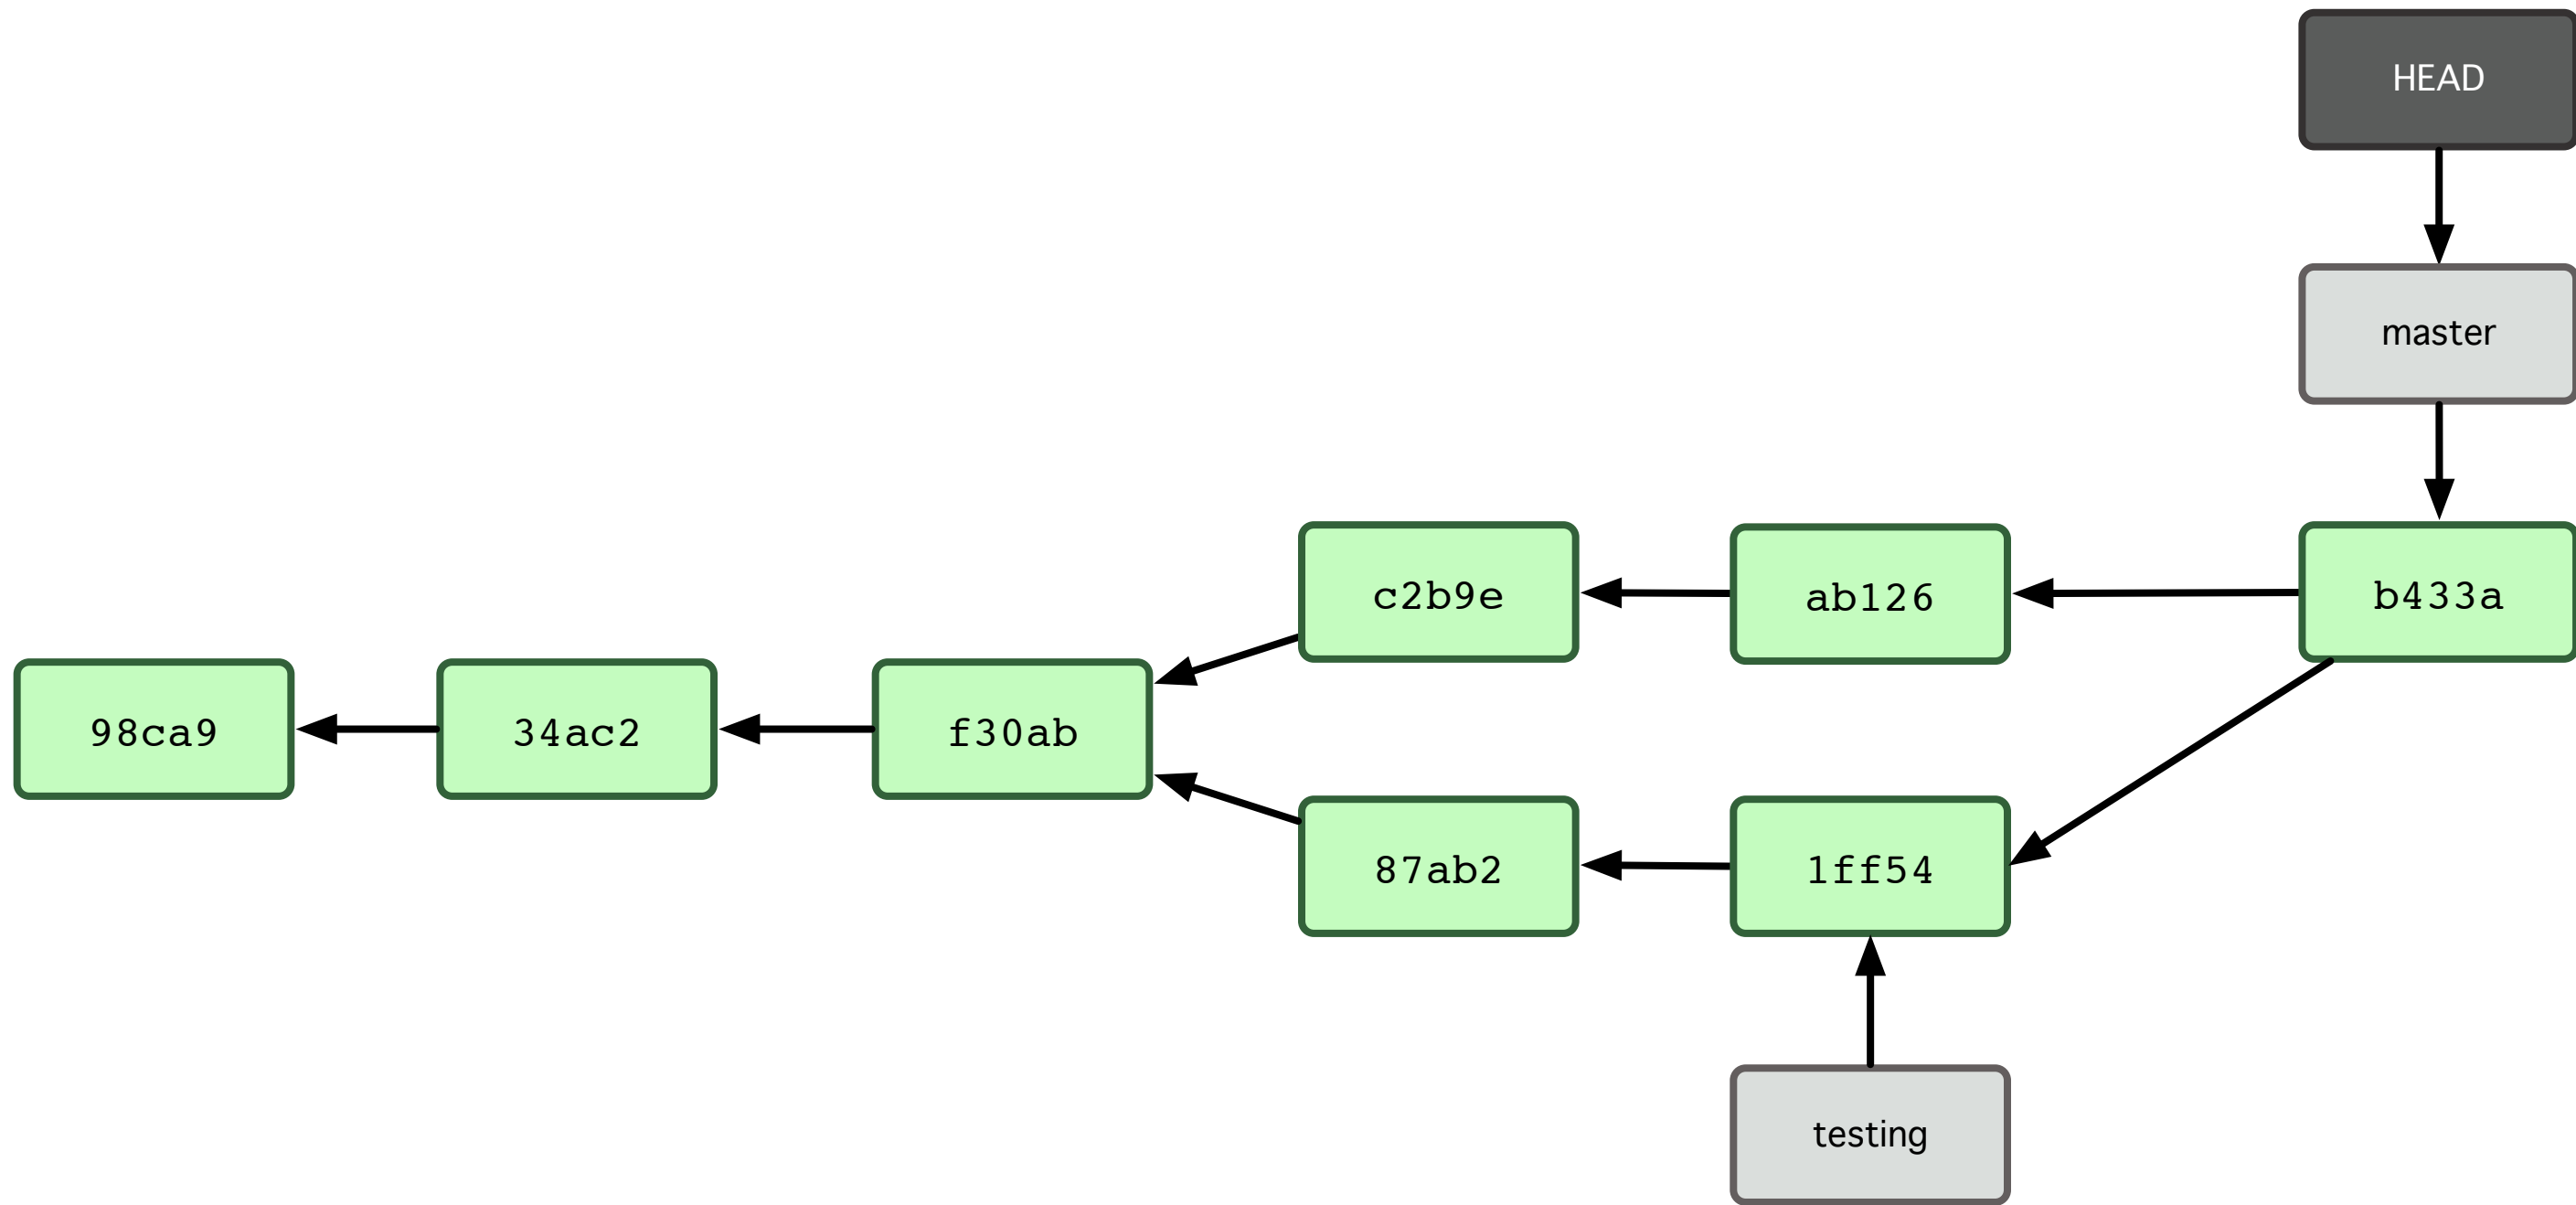 HEAD
master
c2b9e
ab126
b433a
98ca9
34ac2
f30ab
87ab2
1ff54
testing